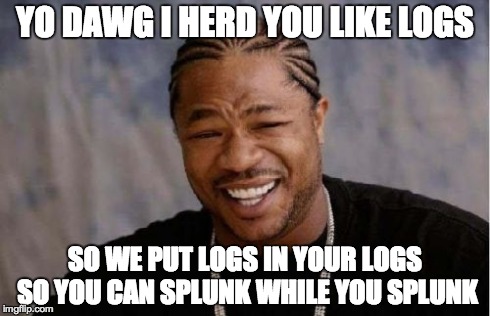 YO DAWG I HERD YOU LIKE LOGS
SO WE PUT LOGS IN YOUR LOGS
SO YOU CAN SPLUNK WHILE YOU SPLUNK
imgflip.com